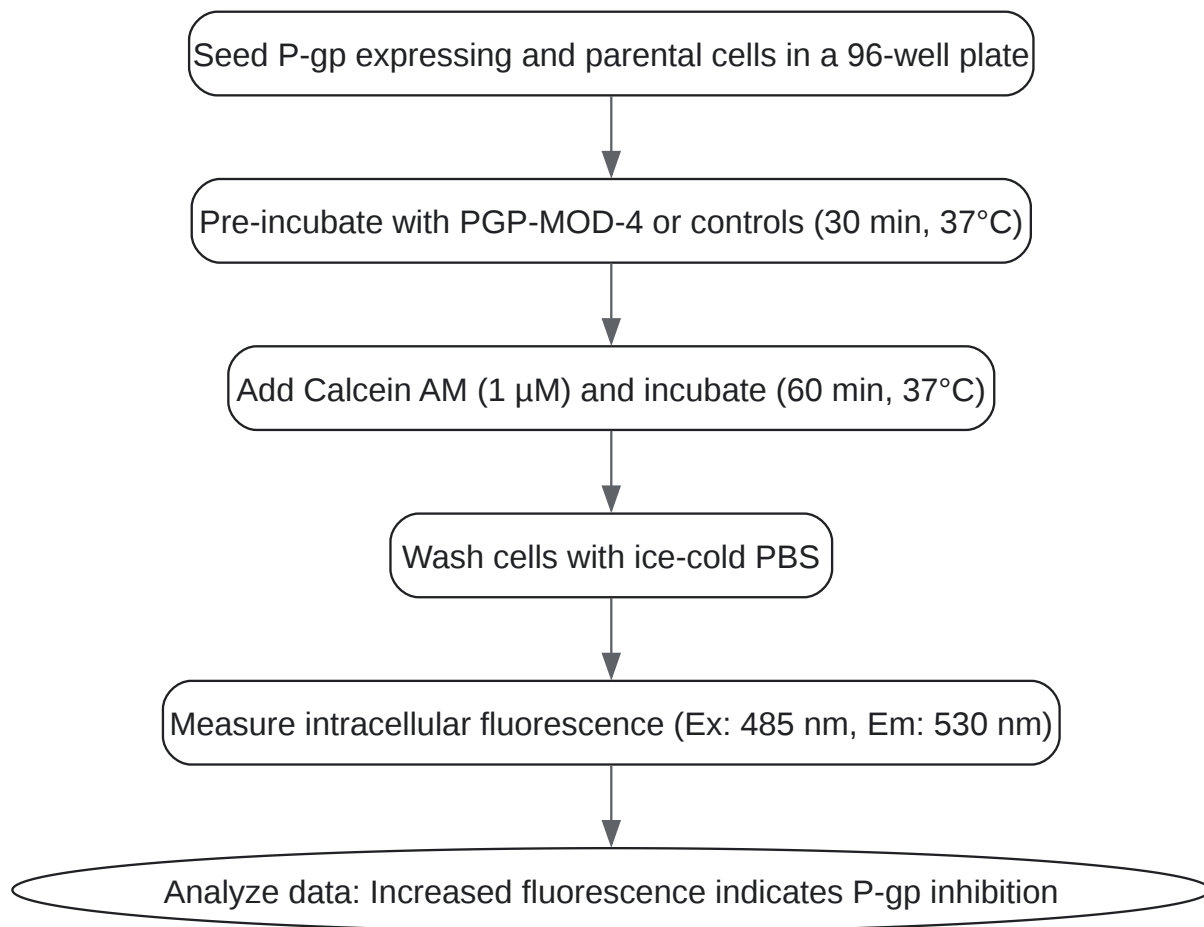 Seed P-gp expressing and parental cells in a 96-well plate
Pre-incubate with PGP-MOD-4 or controls (30 min, 37°C)
Add Calcein AM (1 µM) and incubate (60 min, 37°C)
Wash cells with ice-cold PBS
Measure intracellular fluorescence (Ex: 485 nm, Em: 530 nm)
Analyze data: Increased fluorescence indicates P-gp inhibition